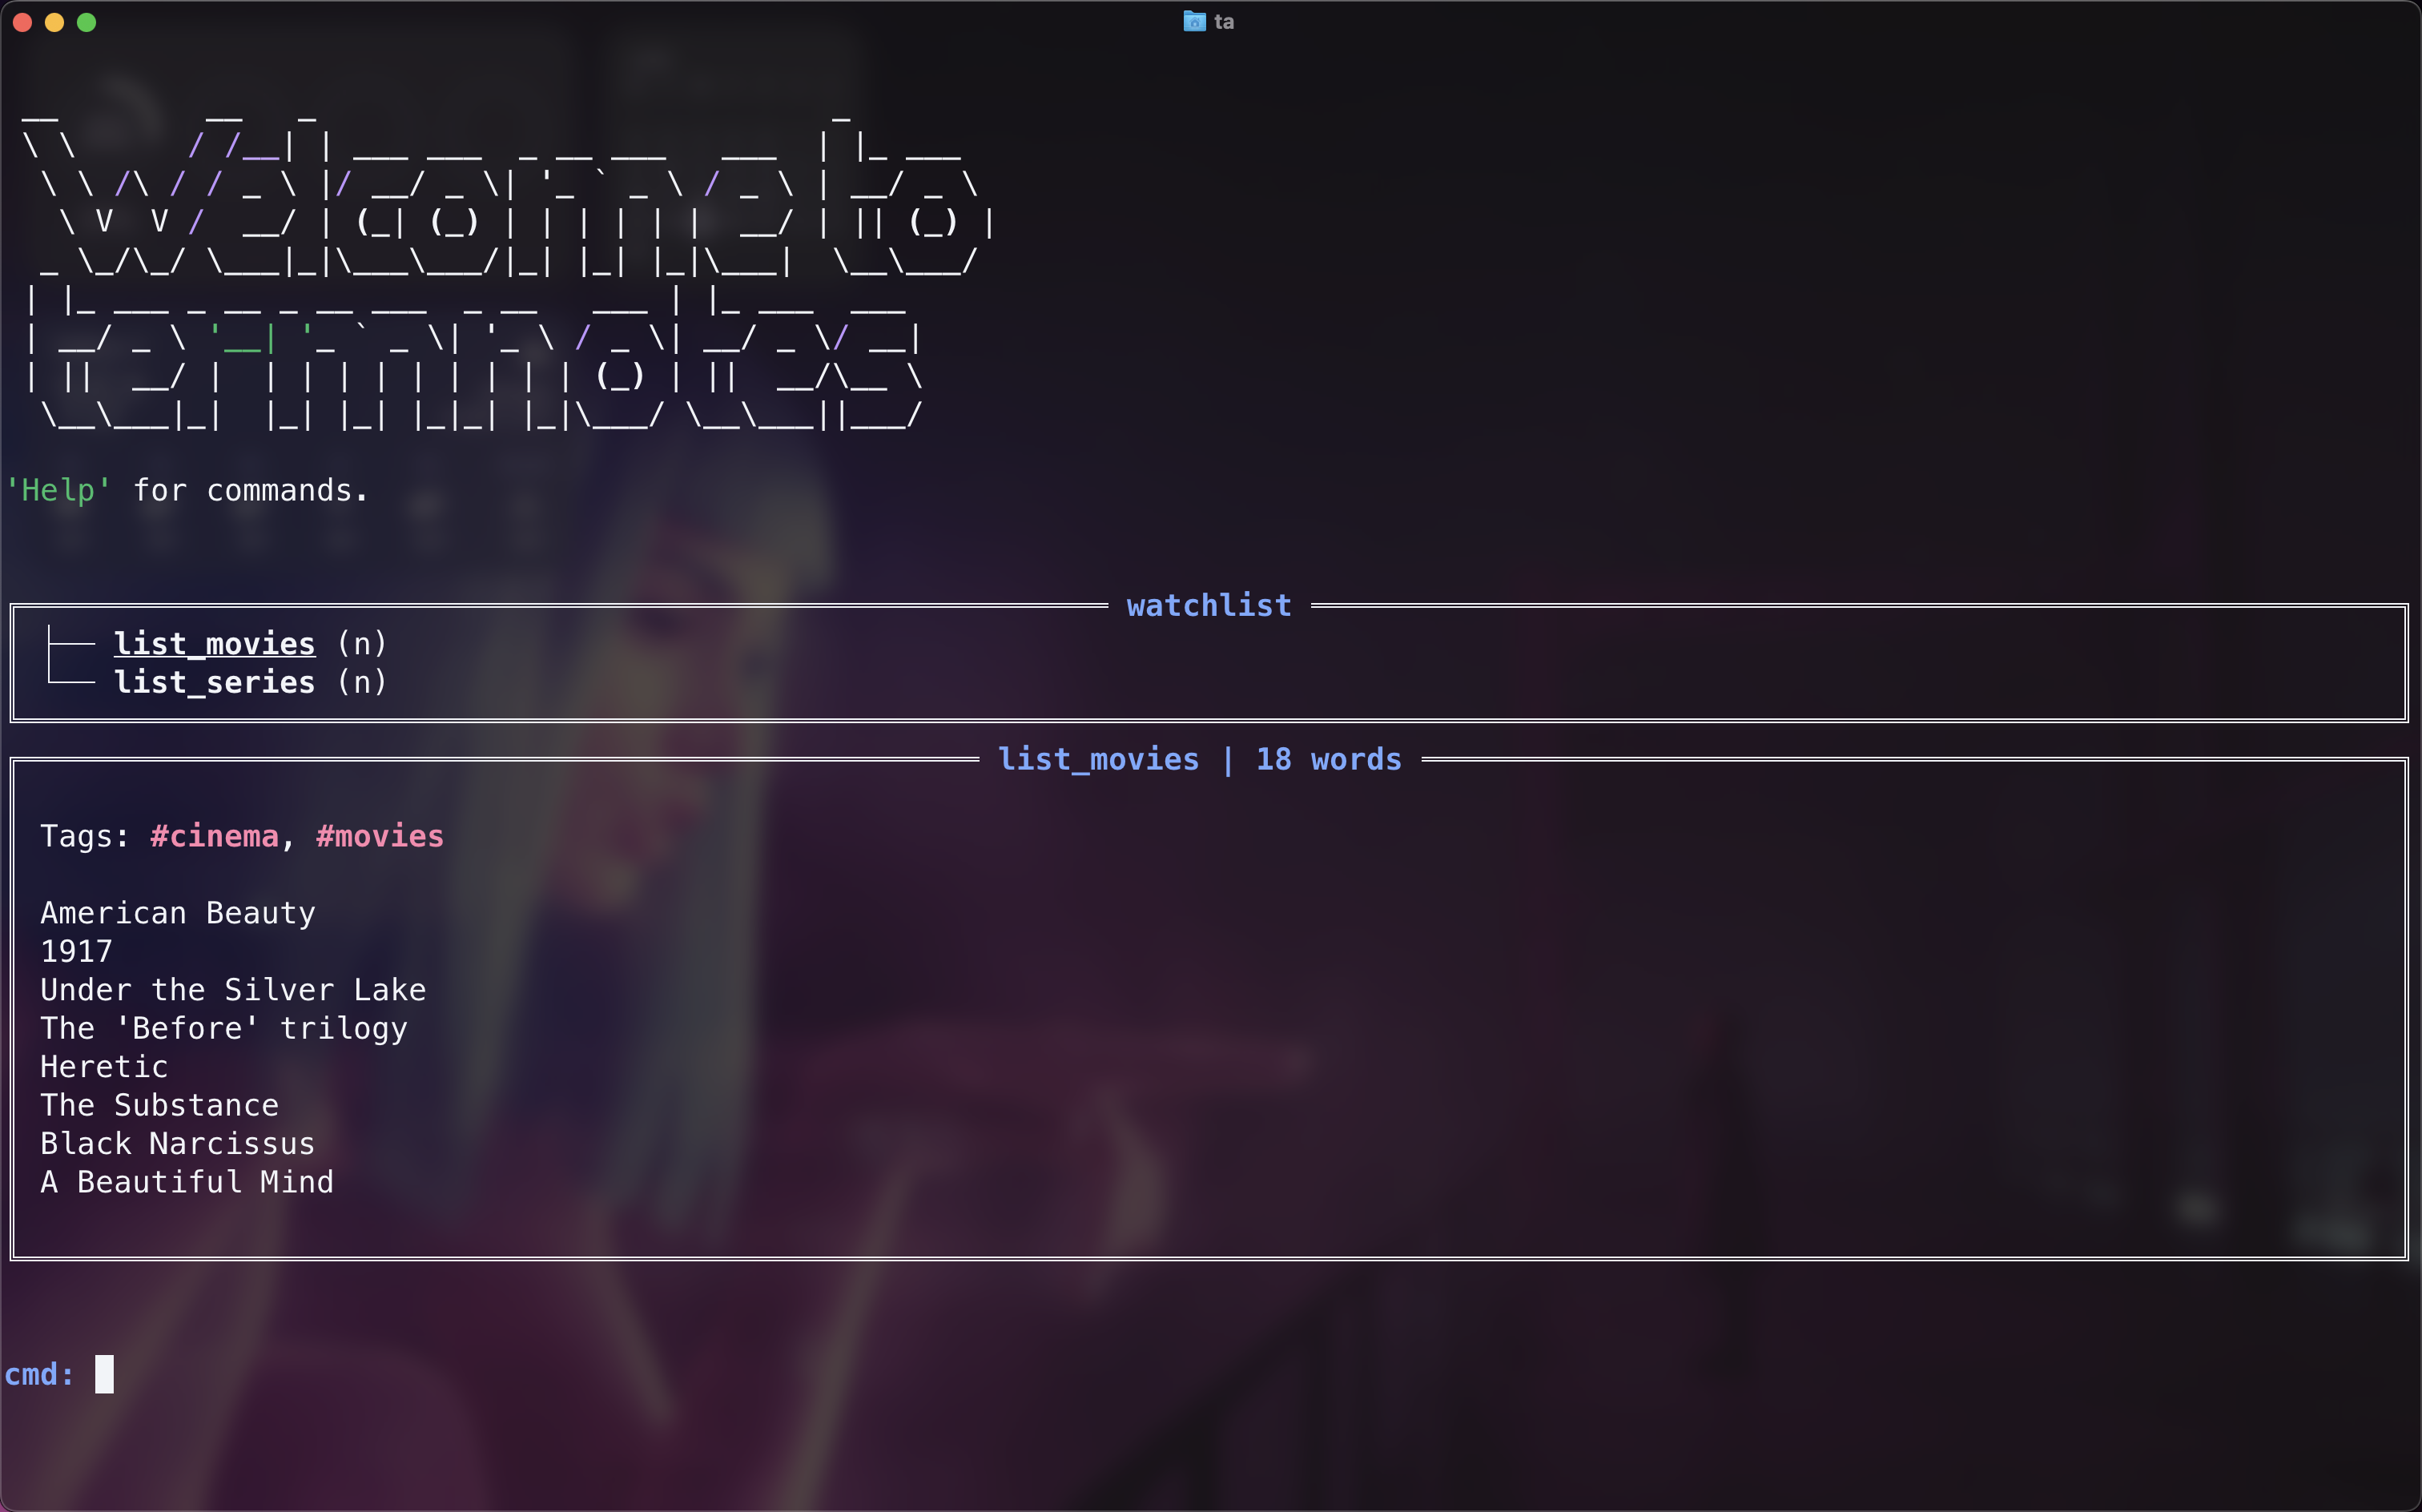 ta
Welcome to
termnotes
'Help' for commands.
watchlist
├── list_movies (n)
└── list_series (n)
list_movies | 18 words
Tags: #cinema, #movies
American Beauty
1917
Under the Silver Lake
The 'Before' trilogy
Heretic
The Substance
Black Narcissus
A Beautiful Mind
cmd: